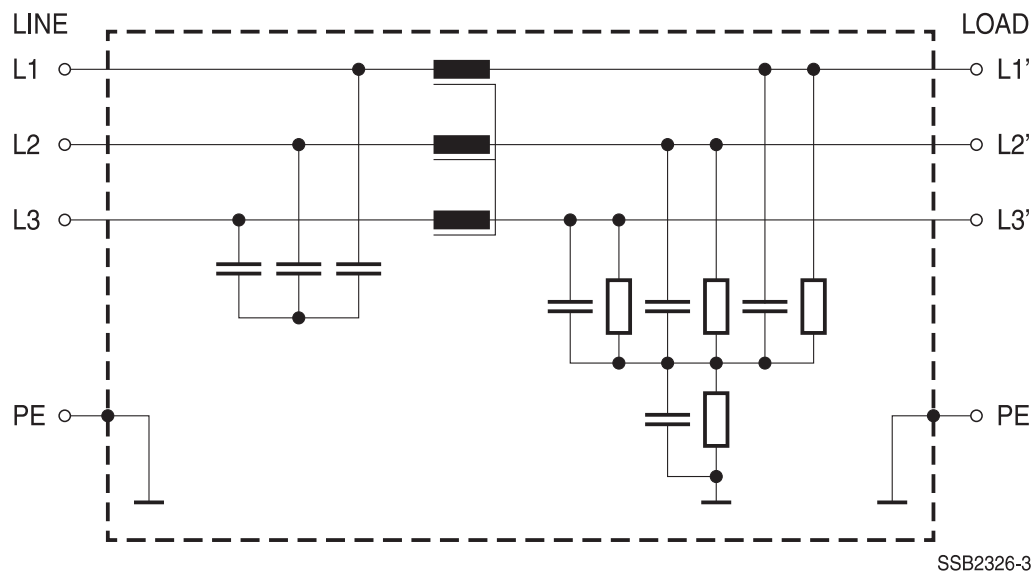 LINE LOAD
L1 L1'
L2 L2'
L3 L3'
PE PE
SSB2326-3